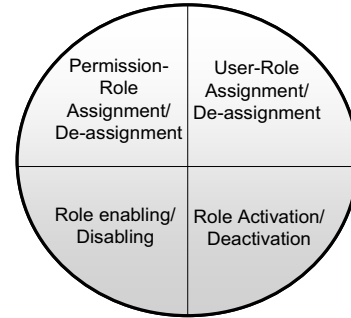 Permission-
Role
Assignment/
De-assignment
User-Role
Assignment/
De-assignment
Role enabling/
Disabling
Role Activation/
Deactivation